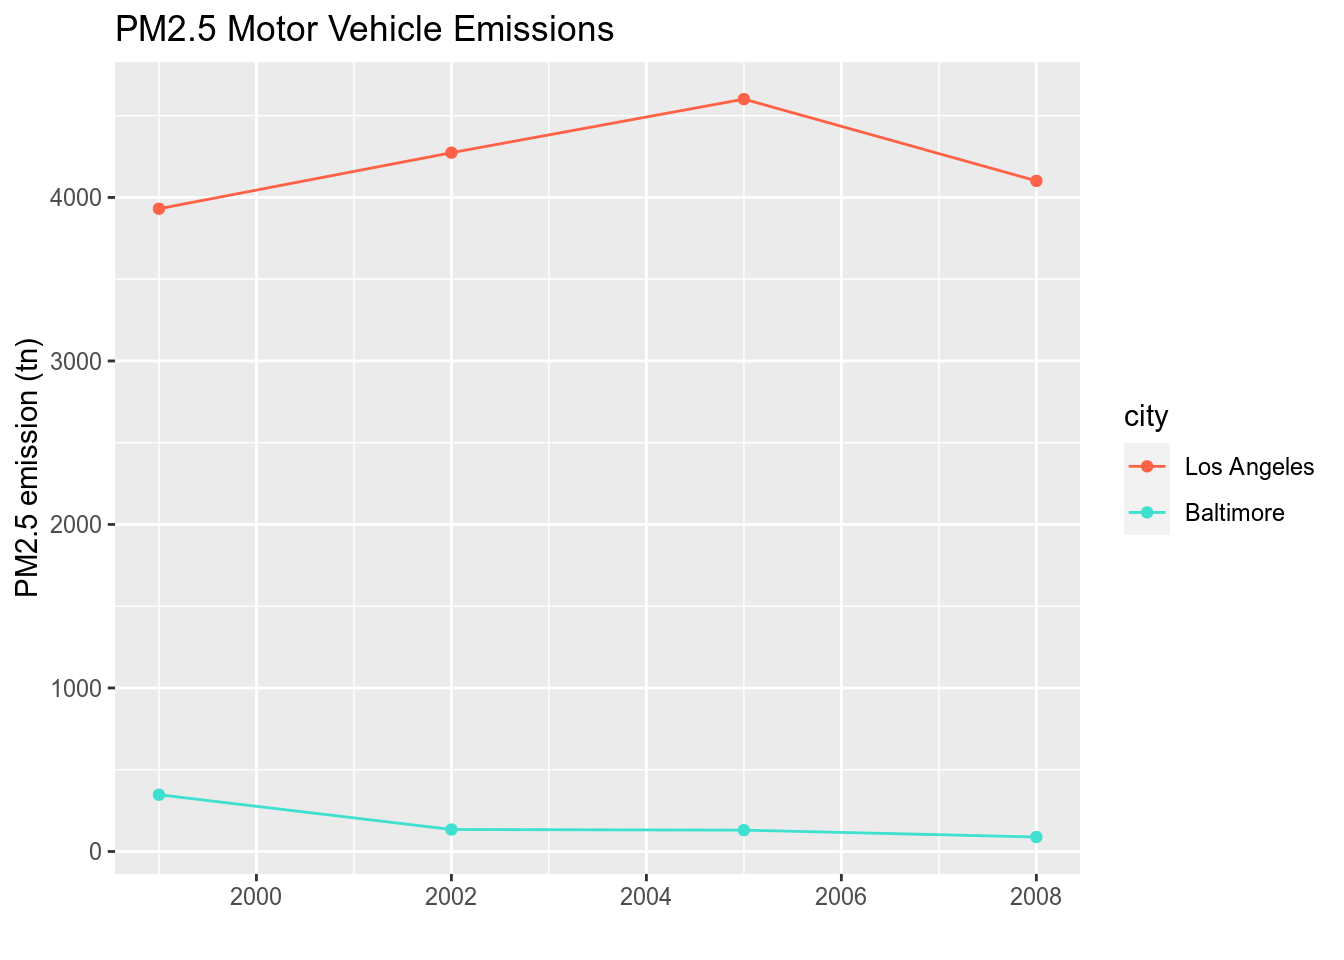 PM2.5 Motor Vehicle Emissions
PM2.5 emission (tn)
4000
3000
2000
1000
0
2000 2002 2004 2006 2008
city
Los Angeles
Baltimore